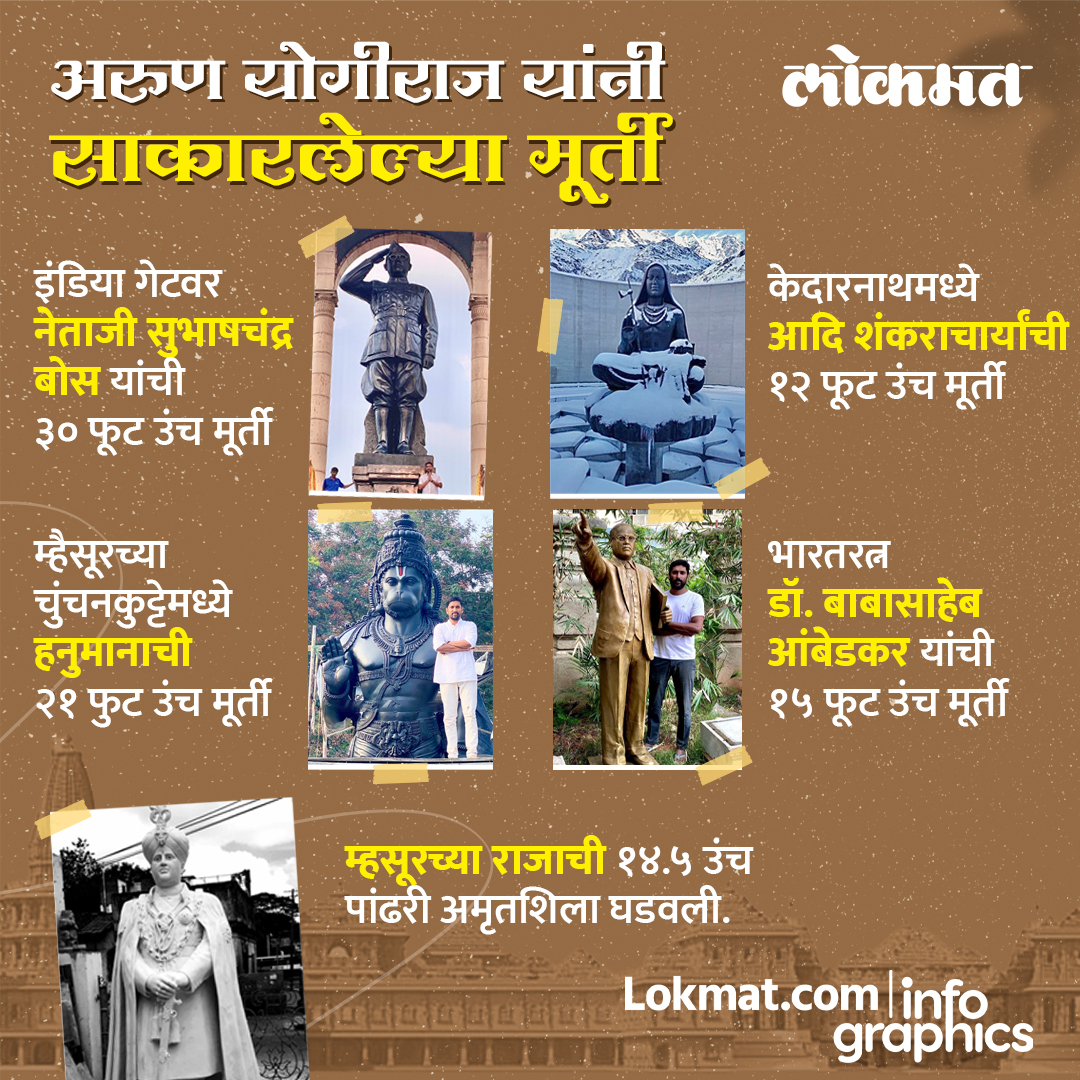 अरुण योगीराज यांनी
साकारलेल्या मूर्ती
लोकमत
इंडिया गेटवर
नेताजी सुभाषचंद्र
बोस यांची
३० फूट उंच मूर्ती
केदारनाथमध्ये
आदि शंकराचार्यांची
१२ फूट उंच मूर्ती
म्हैसूरच्या
चुंचनकुट्टेमध्ये
हनुमानाची
२१ फुट उंच मूर्ती
भारतरत्न
डॉ. बाबासाहेब
आंबेडकर यांची
१५ फूट उंच मूर्ती
म्हसूरच्या राजाची १४.५ उंच
पांढरी अमृतशिला घडवली.
Lokmat.com | info
graphics